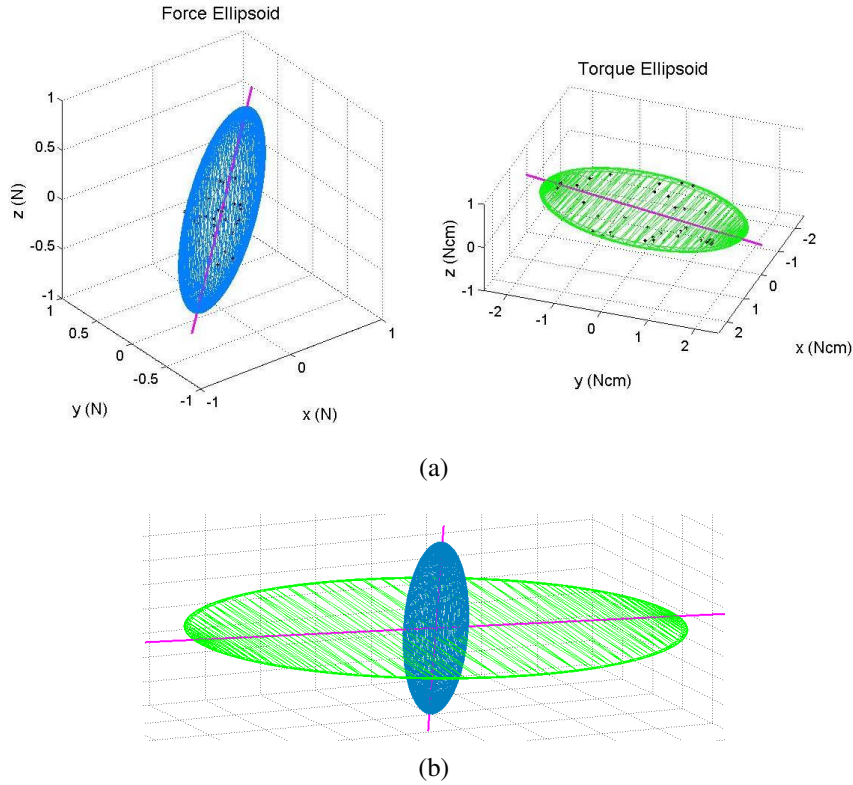 Force Ellipsoid
1
0.5
0
-0.5
-1
z (N)
1
0.5
0
-0.5
-1
y (N)
-1
0
1
x (N)
Torque Ellipsoid
1
0
-1
z (Ncm)
-2
-1
0
1
2
y (Ncm)
-2
-1
0
1
2
x (Ncm)
(a)
(b)